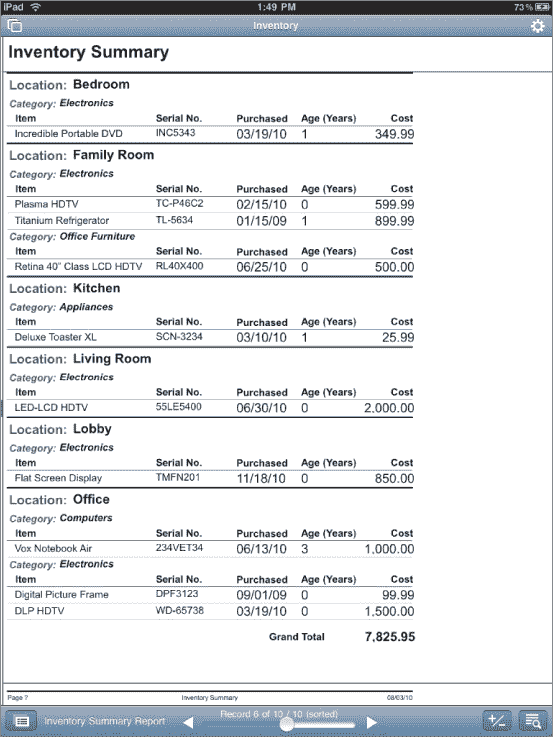 iPad 1:49 PM 73%
Inventory
Inventory Summary
Location: Bedroom
Category: Electronics
Item Serial No. Purchased Age (Years) Cost
Incredible Portable DVD INC5343 03/19/10 1 349.99
Location: Family Room
Category: Electronics
Item Serial No. Purchased Age (Years) Cost
Plasma HDTV TC-P46C2 02/15/10 0 599.99
Titanium Refrigerator TL-5634 01/15/09 1 899.99
Category: Office Furniture
Item Serial No. Purchased Age (Years) Cost
Retina 40" Class LCD HDTV RL40X400 06/25/10 0 500.00
Location: Kitchen
Category: Appliances
Item Serial No. Purchased Age (Years) Cost
Deluxe Toaster XL SCN-3234 03/10/10 1 25.99
Location: Living Room
Category: Electronics
Item Serial No. Purchased Age (Years) Cost
LED-LCD HDTV 55LE5400 06/30/10 0 2,000.00
Location: Lobby
Category: Electronics
Item Serial No. Purchased Age (Years) Cost
Flat Screen Display TMFN201 11/18/10 0 850.00
Location: Office
Category: Computers
Item Serial No. Purchased Age (Years) Cost
Vox Notebook Air 234VET34 06/13/10 3 1,000.00
Category: Electronics
Item Serial No. Purchased Age (Years) Cost
Digital Picture Frame DPF3123 09/01/09 0 99.99
DLP HDTV WD-65738 03/19/10 0 1,500.00
Grand Total 7,825.95
Page ? Inventory Summary 08/03/10
Record 6 of 10 / 10 (sorted)
Inventory Summary Report